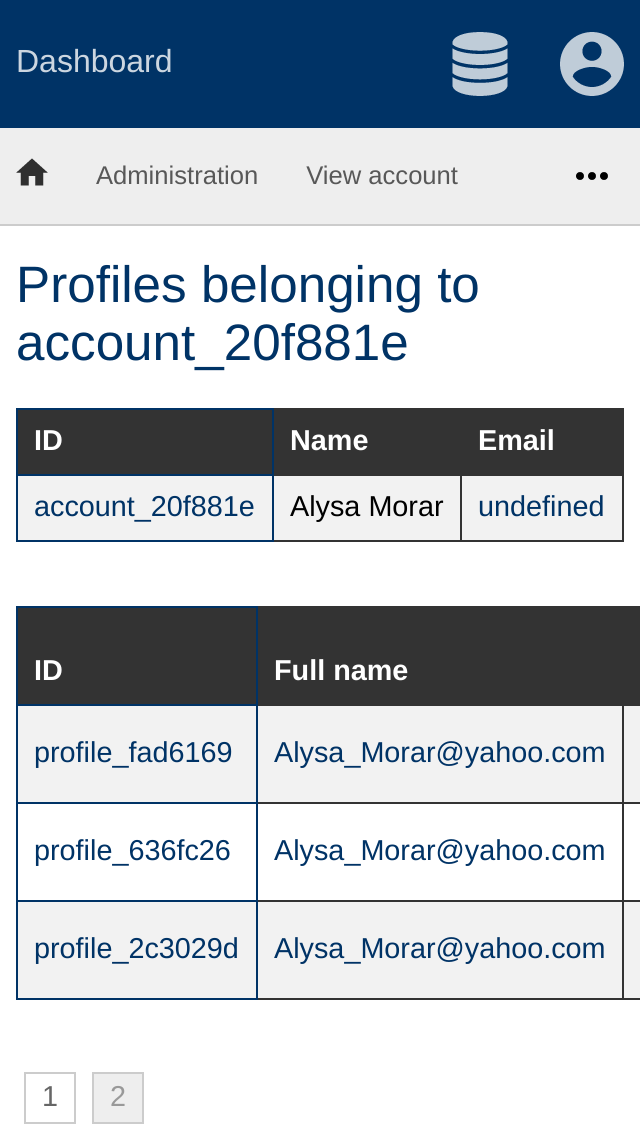 Dashboard
Administration View account
Profiles belonging to
account_20f881e
ID Name Email
account_20f881e Alysa Morar undefined
ID Full name
profile_fad6169 Alysa_Morar@yahoo.com
profile_636fc26 Alysa_Morar@yahoo.com
profile_2c3029d Alysa_Morar@yahoo.com
1 2